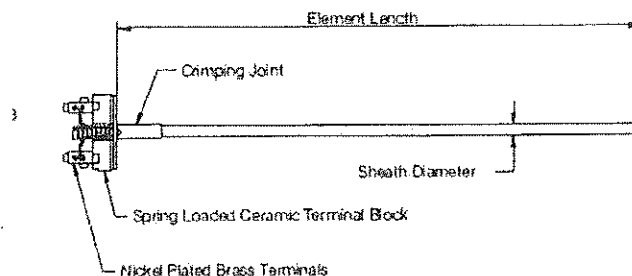 Element Length
Crimping Joint
Sheath Diameter
Spring Loaded Ceramic Terminal Block
Nickel Plated Brass Terminals